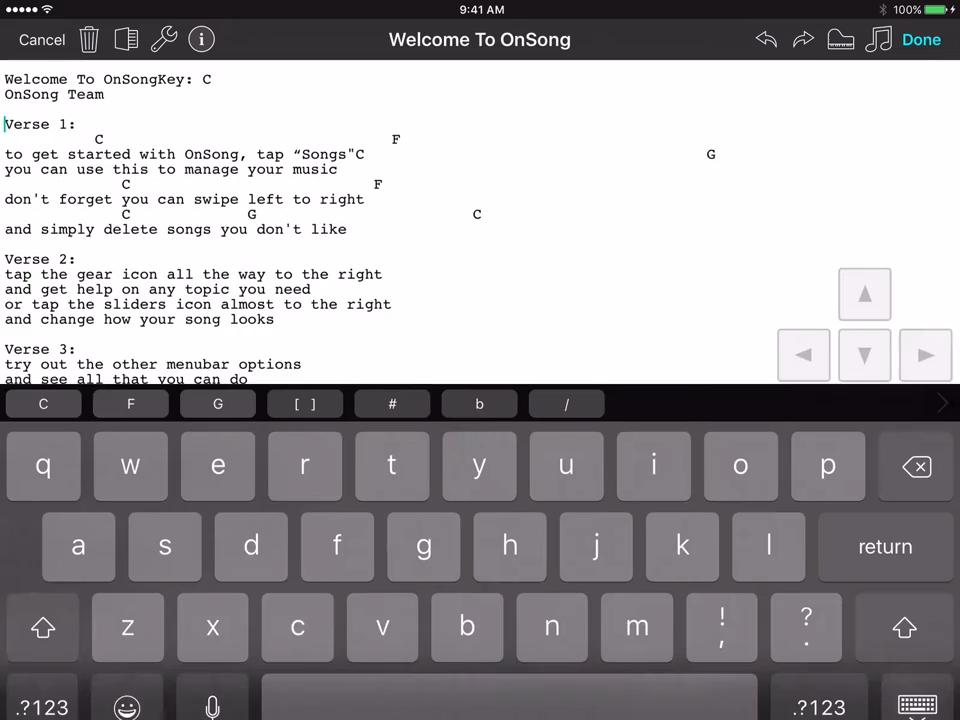 9:41 AM 100%
Cancel Welcome To OnSong Done
Welcome To OnSongKey: C
OnSong Team
Verse 1:
C F
to get started with OnSong, tap “Songs"C G
you can use this to manage your music
C F
don't forget you can swipe left to right
C G C
and simply delete songs you don't like
Verse 2:
tap the gear icon all the way to the right
and get help on any topic you need
or tap the sliders icon almost to the right
and change how your song looks
Verse 3:
try out the other menubar options
and see all that you can do
C F G [ ] # b /
q w e r t y u i o p
a s d f g h j k l return
z x c v b n m ! , ? .
.?123 .?123